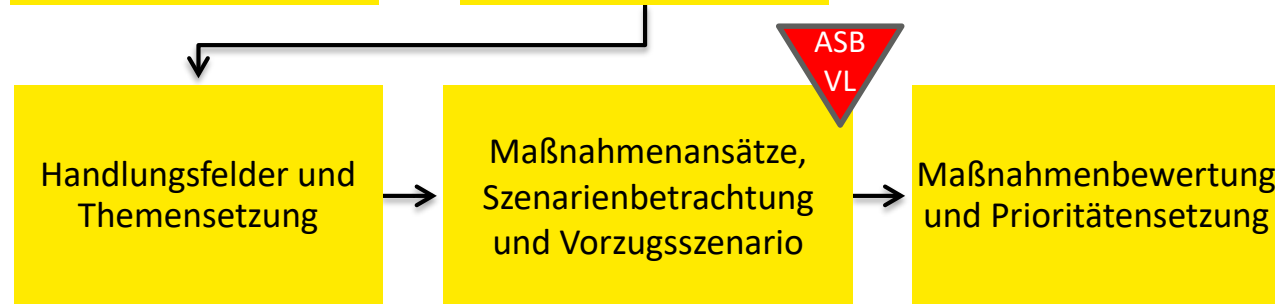 ASB
VL
Handlungsfelder und
Themensetzung
Maßnahmenansätze,
Szenarienbetrachtung
und Vorzugsszenario
Maßnahmenbewertung
und Prioritätensetzung